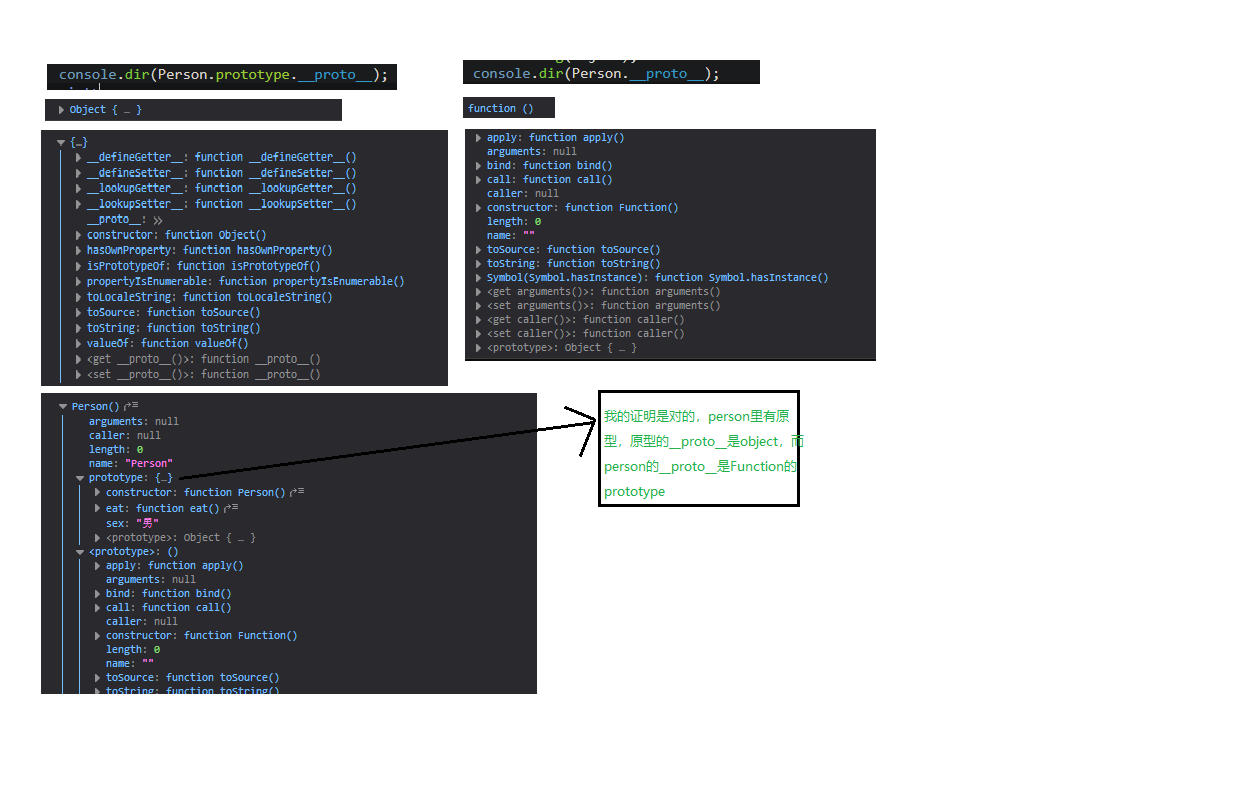 console.dir(Person.prototype.__proto__);
Object { … }
{…}
__defineGetter__: function __defineGetter__()
__defineSetter__: function __defineSetter__()
__lookupGetter__: function __lookupGetter__()
__lookupSetter__: function __lookupSetter__()
__proto__: >>
constructor: function Object()
hasOwnProperty: function hasOwnProperty()
isPrototypeOf: function isPrototypeOf()
propertyIsEnumerable: function propertyIsEnumerable()
toLocaleString: function toLocaleString()
toSource: function toSource()
toString: function toString()
valueOf: function valueOf()
<get __proto__()>: function __proto__()
<set __proto__()>: function __proto__()
console.dir(Person.__proto__);
function ()
apply: function apply()
arguments: null
bind: function bind()
call: function call()
caller: null
constructor: function Function()
length: 0
name: ""
toSource: function toSource()
toString: function toString()
Symbol(Symbol.hasInstance): function Symbol.hasInstance()
<get arguments()>: function arguments()
<set arguments()>: function arguments()
<get caller()>: function caller()
<set caller()>: function caller()
<prototype>: Object { … }
Person()
arguments: null
caller: null
length: 0
name: "Person"
prototype: {…}
constructor: function Person()
eat: function eat()
sex: "男"
<prototype>: Object { … }
<prototype>: ()
apply: function apply()
arguments: null
bind: function bind()
call: function call()
caller: null
constructor: function Function()
length: 0
name: ""
toSource: function toSource()
toString: function toString()
我的证明是对的，person里有原
型，原型的__proto__是object，而
person的__proto__是Function的
prototype